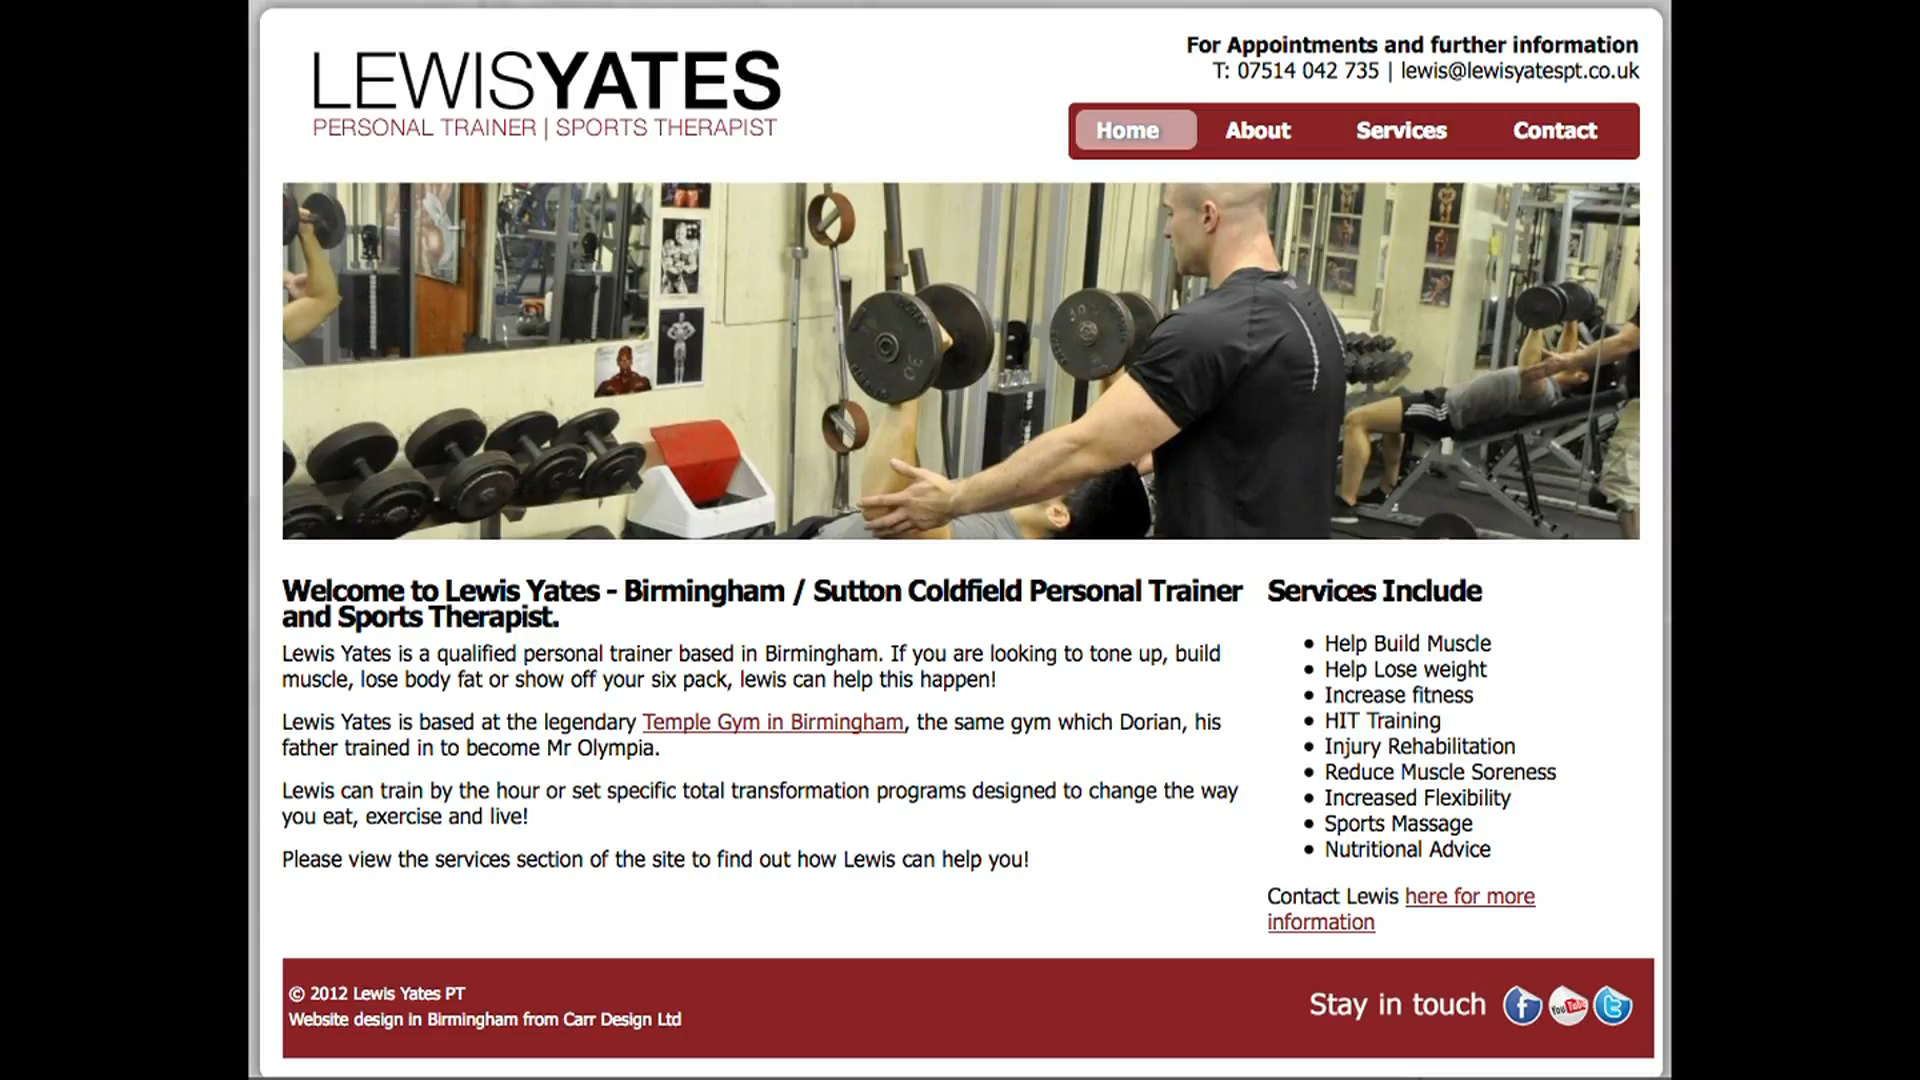 LEWISYATES
PERSONAL TRAINER | SPORTS THERAPIST
For Appointments and further information
T: 07514 042 735 | lewis@lewisyatespt.co.uk
Home About Services Contact
Welcome to Lewis Yates - Birmingham / Sutton Coldfield Personal Trainer
and Sports Therapist.
Lewis Yates is a qualified personal trainer based in Birmingham. If you are looking to tone up, build
muscle, lose body fat or show off your six pack, lewis can help this happen!
Lewis Yates is based at the legendary Temple Gym in Birmingham, the same gym which Dorian, his
father trained in to become Mr Olympia.
Lewis can train by the hour or set specific total transformation programs designed to change the way
you eat, exercise and live!
Please view the services section of the site to find out how Lewis can help you!
Services Include
• Help Build Muscle
• Help Lose weight
• Increase fitness
• HIT Training
• Injury Rehabilitation
• Reduce Muscle Soreness
• Increased Flexibility
• Sports Massage
• Nutritional Advice
Contact Lewis here for more
information
© 2012 Lewis Yates PT
Website design in Birmingham from Carr Design Ltd
Stay in touch
You Tube